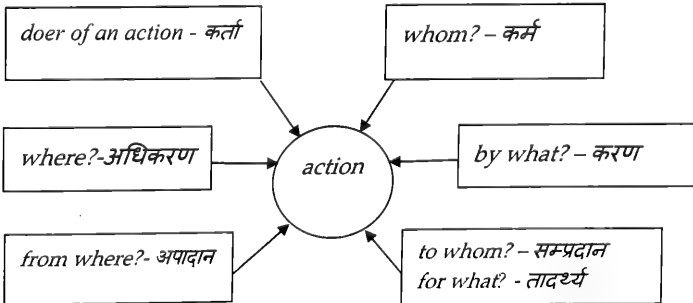 doer of an action - कर्ता
whom? – कर्म
where?-अधिकरण
action
by what? – करण
from where?- अपादान
to whom? – सम्प्रदान
for what? - तादर्थ्य